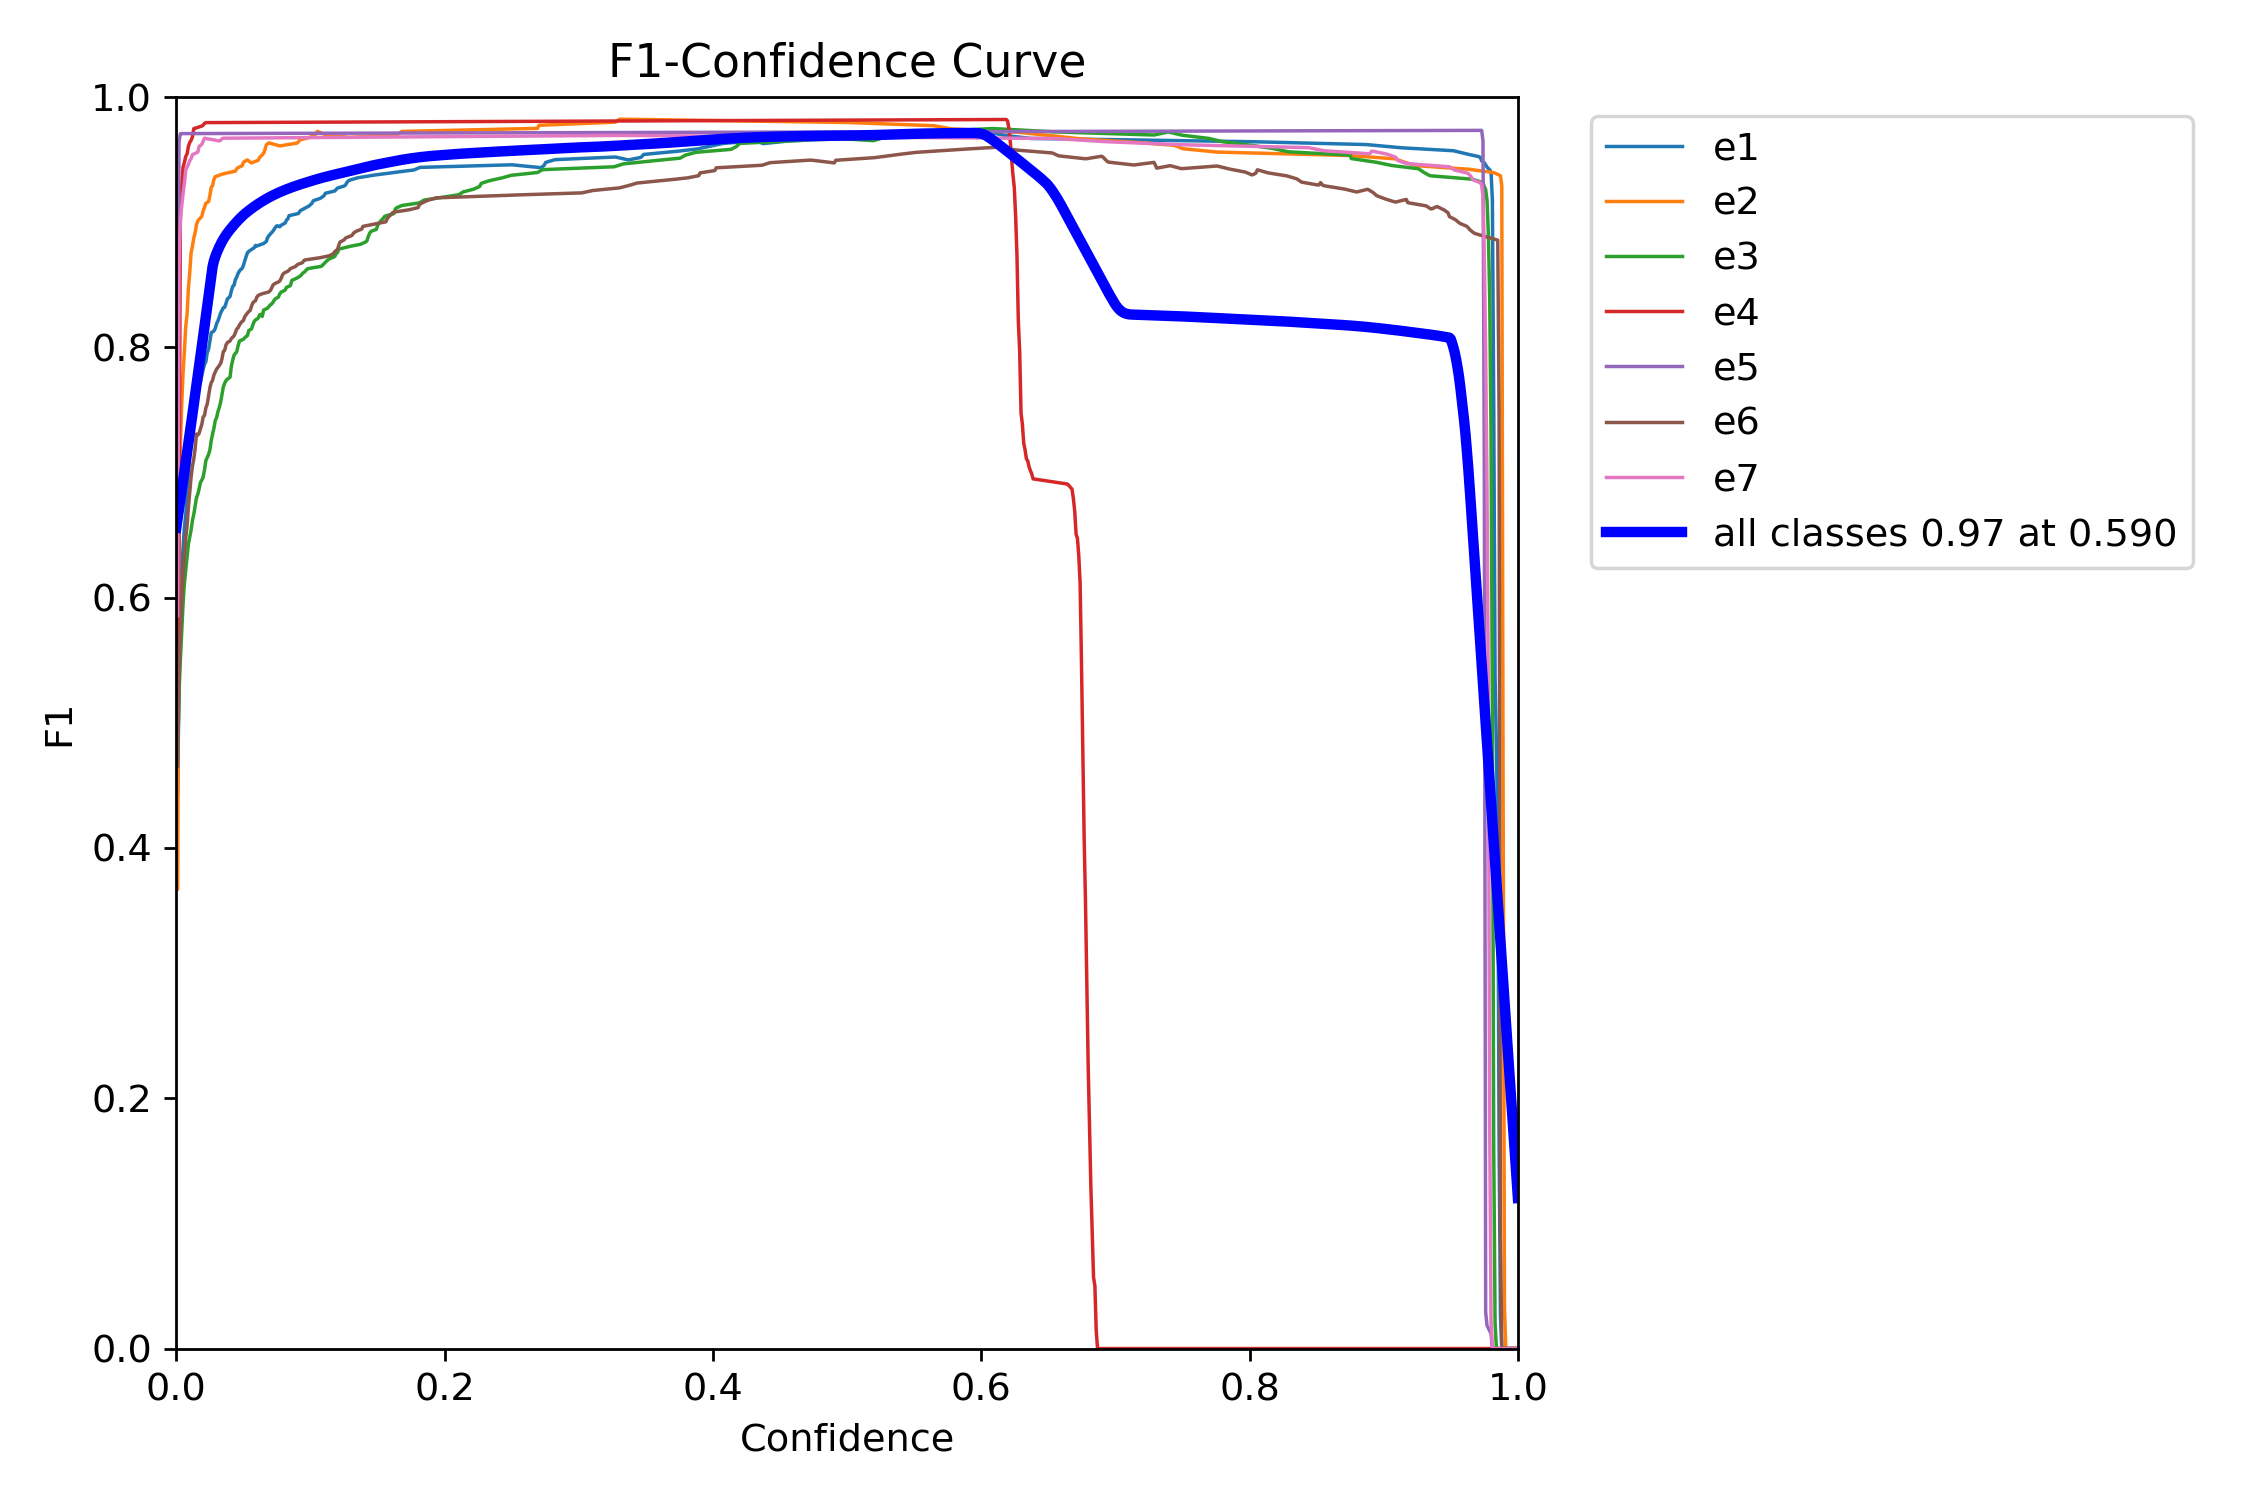 F1-Confidence Curve
1.0
0.8
0.6
0.4
0.2
0.0
F1
0.0 0.2 0.4 0.6 0.8 1.0
Confidence
e1
e2
e3
e4
e5
e6
e7
all classes 0.97 at 0.590